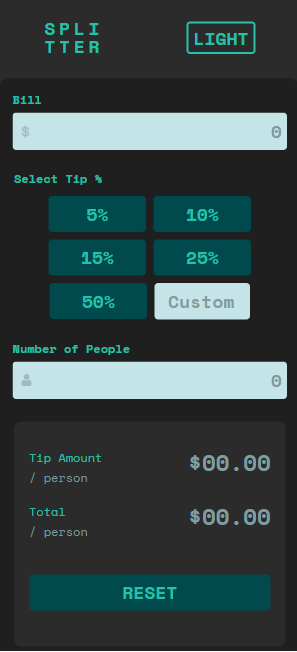 SPLI
TTER
LIGHT
Bill
$ 0
Select Tip %
5% 10%
15% 25%
50% Custom
Number of People
0
Tip Amount
/ person
$00.00
Total
/ person
$00.00
RESET